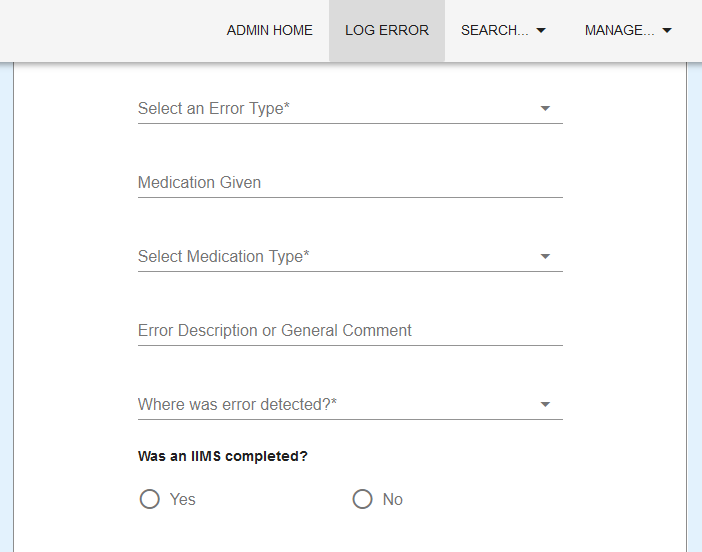 ADMIN HOME LOG ERROR SEARCH... MANAGE...
Select an Error Type*
Medication Given
Select Medication Type*
Error Description or General Comment
Where was error detected?*
Was an IIMS completed?
Yes No